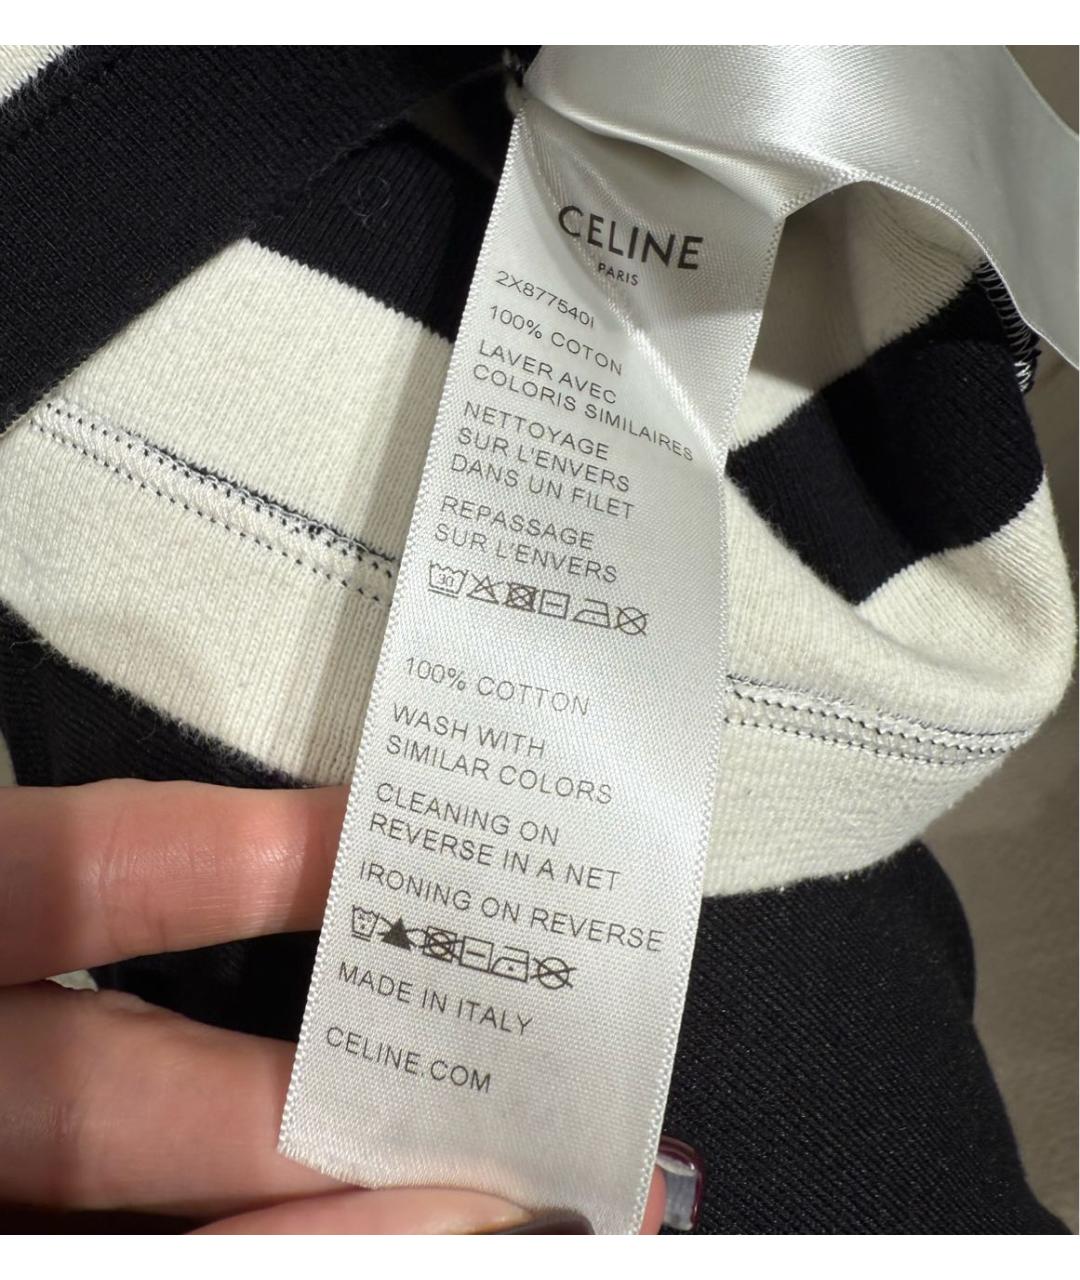 CELINE
PARIS
2X877540I
100% COTON
LAVER AVEC
COLORIS SIMILAIRES
NETTOYAGE
SUR L'ENVERS
DANS UN FILET
REPASSAGE
SUR L'ENVERS
30
100% COTTON
WASH WITH
SIMILAR COLORS
CLEANING ON
REVERSE IN A NET
IRONING ON REVERSE
MADE IN ITALY
CELINE.COM